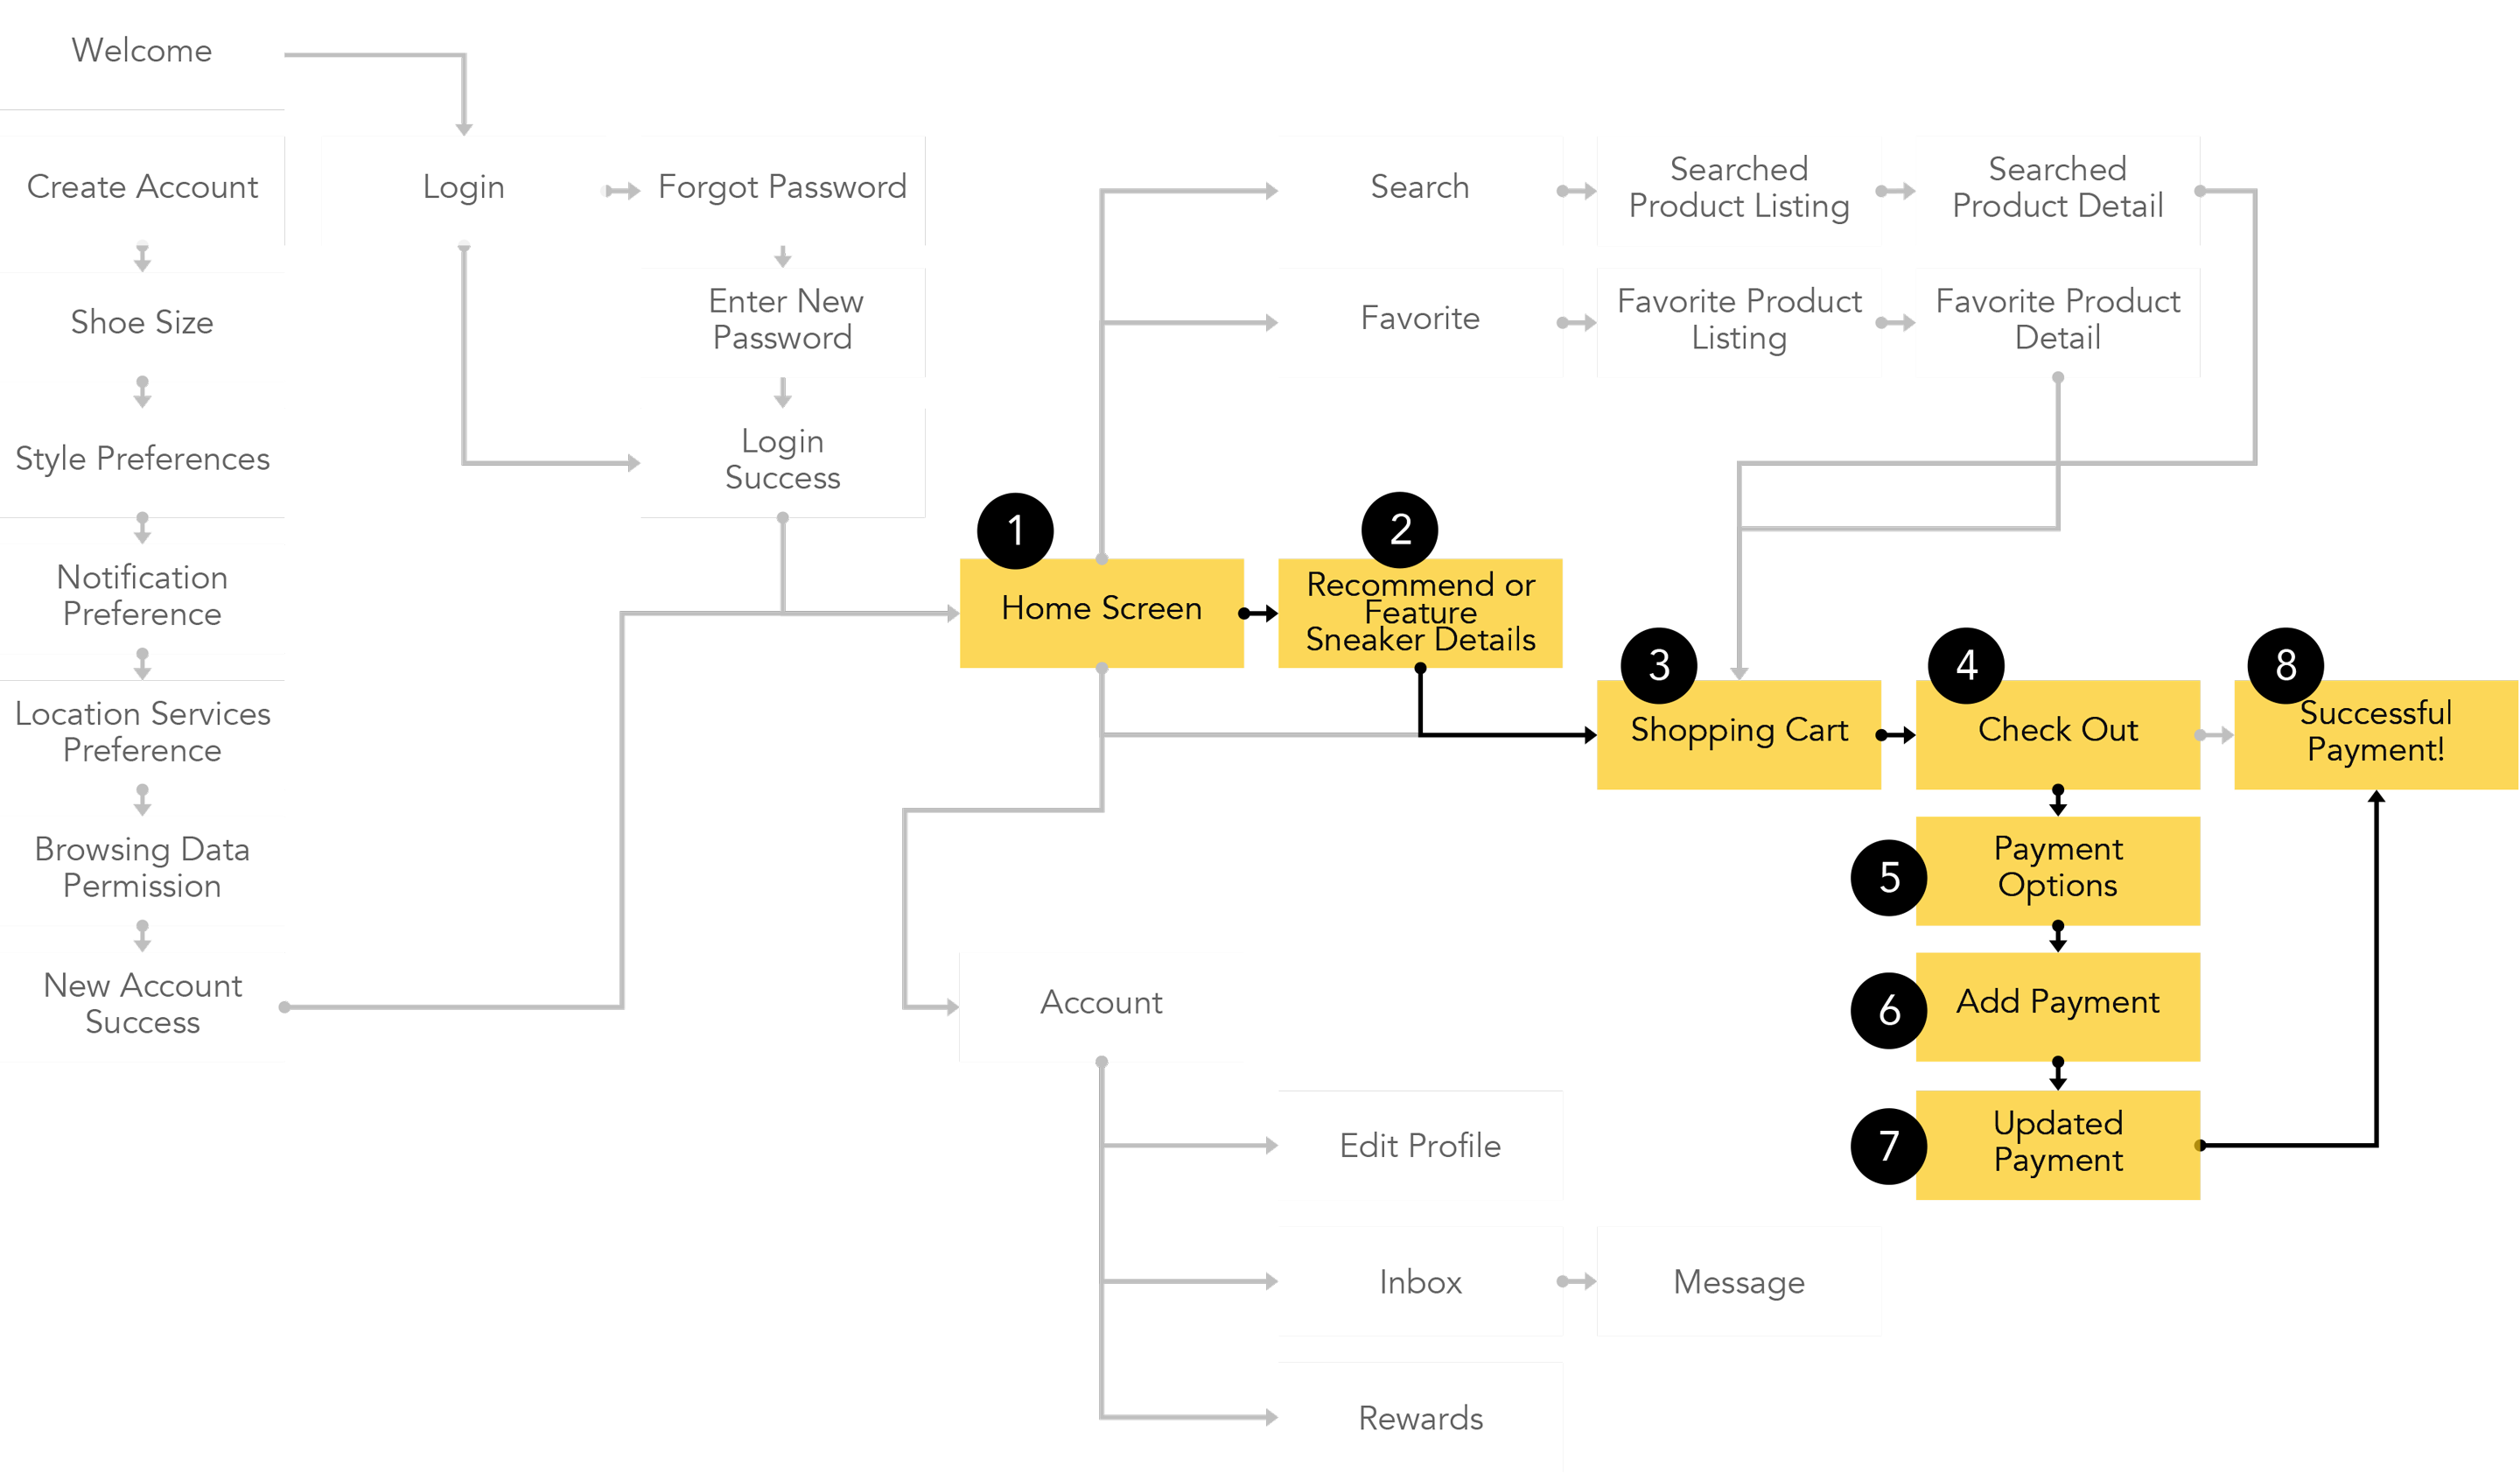 Welcome
Create Account
Login
Forgot Password
Search
Searched
Product Listing
Searched
Product Detail
Shoe Size
Enter New
Password
Favorite
Favorite Product
Listing
Favorite Product
Detail
Style Preferences
Login
Success
Notification
Preference
1
Home Screen
2
Recommend or
Feature
Sneaker Details
Location Services
Preference
3
Shopping Cart
4
Check Out
8
Successful
Payment!
Browsing Data
Permission
5
Payment
Options
New Account
Success
Account
6
Add Payment
Edit Profile
7
Updated
Payment
Inbox
Message
Rewards